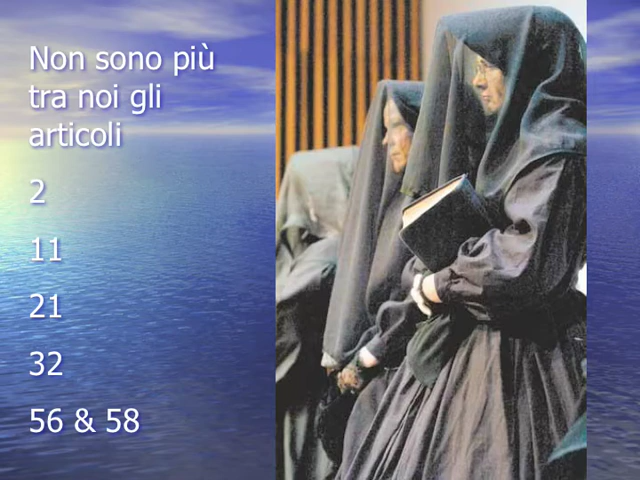 Non sono più
tra noi gli
articoli
2
11
21
32
56 & 58